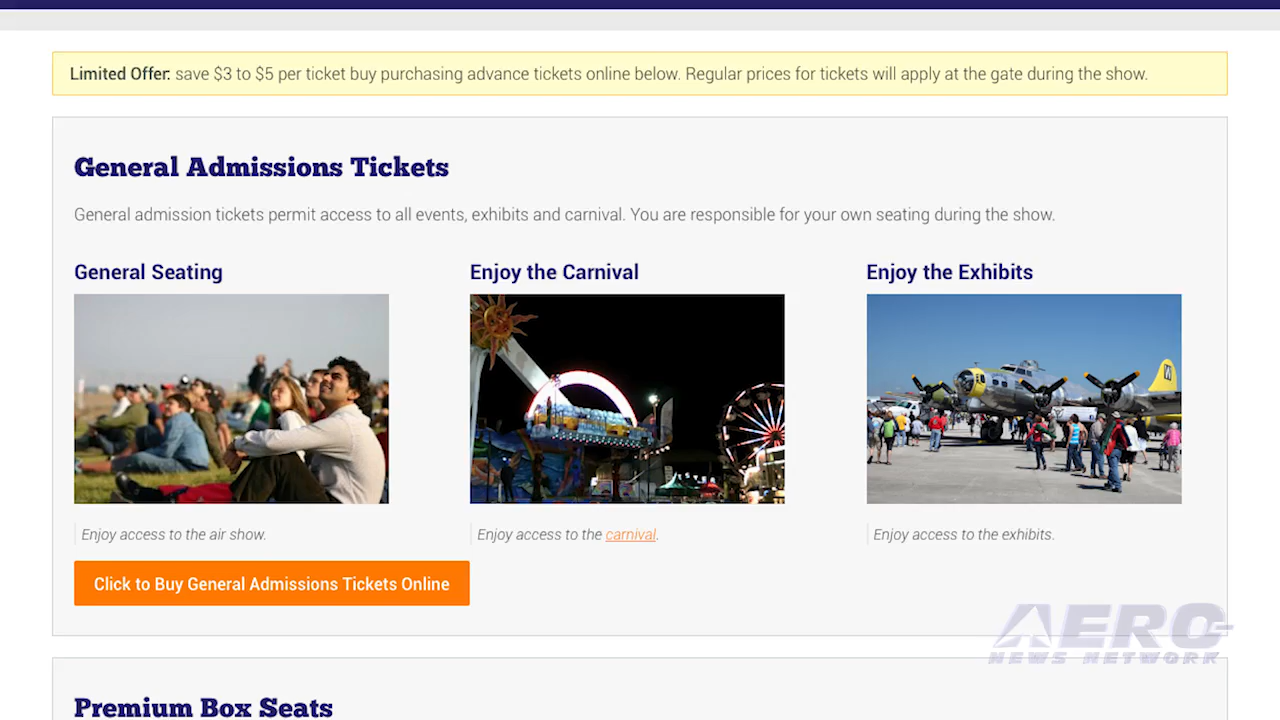 Limited Offer: save $3 to $5 per ticket buy purchasing advance tickets online below. Regular prices for tickets will apply at the gate during the show.
General Admissions Tickets
General admission tickets permit access to all events, exhibits and carnival. You are responsible for your own seating during the show.
General Seating
Enjoy the Carnival
Enjoy the Exhibits
Enjoy access to the air show.
Enjoy access to the carnival.
Enjoy access to the exhibits.
Click to Buy General Admissions Tickets Online
AERO
NEWS NETWORK
Premium Box Seats